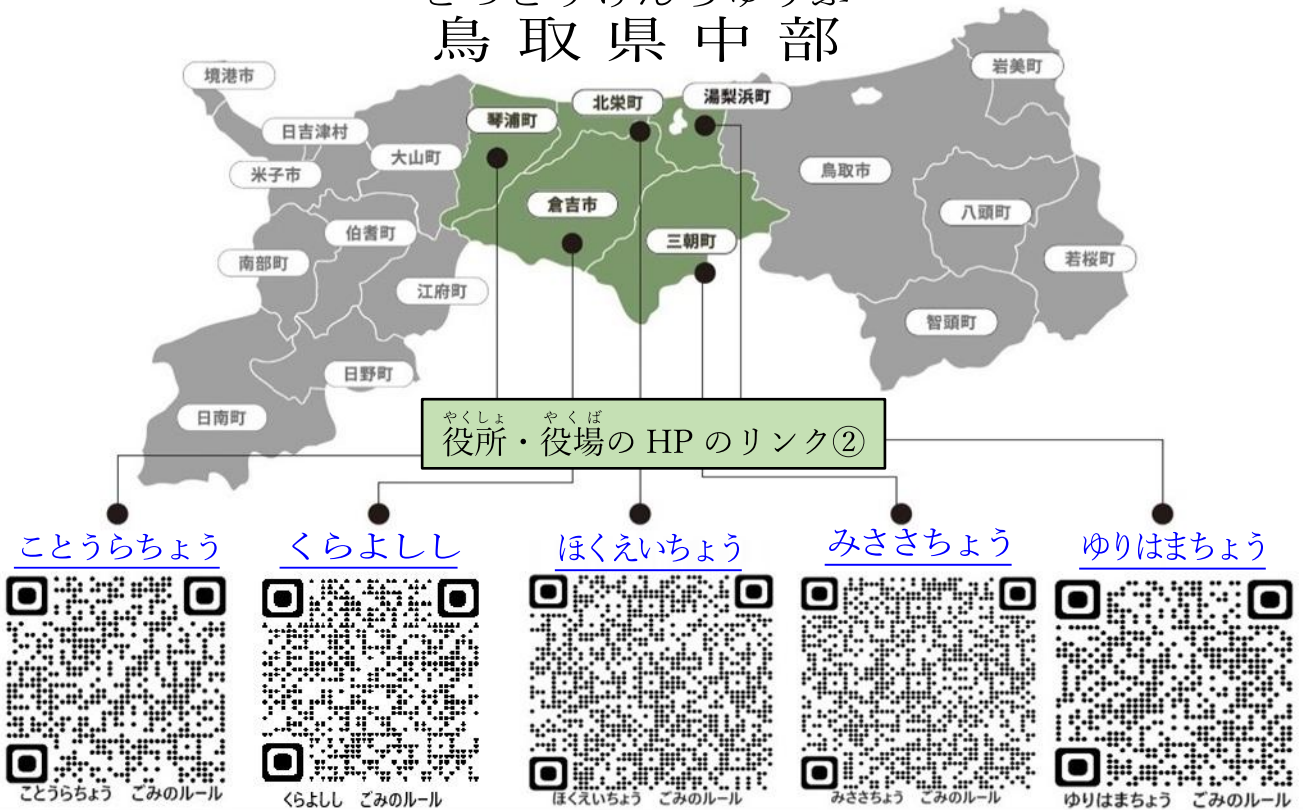 鳥取県中部
境港市
岩美町
北栄町
湯梨浜町
琴浦町
日吉津村
大山町
米子市
鳥取市
倉吉市
八頭町
伯耆町
三朝町
南部町
若桜町
江府町
智頭町
日野町
日南町
やくしょ やくば
役所・役場の HP のリンク②
ことうらちょう
くらよしし
ほくえいちょう
みささちょう
ゆりはまちょう
ことうらちょう ごみのルール
くらよしし ごみのルール
ほくえいちょう ごみのルール
みささちょう ごみのルール
ゆりはまちょう ごみのルール